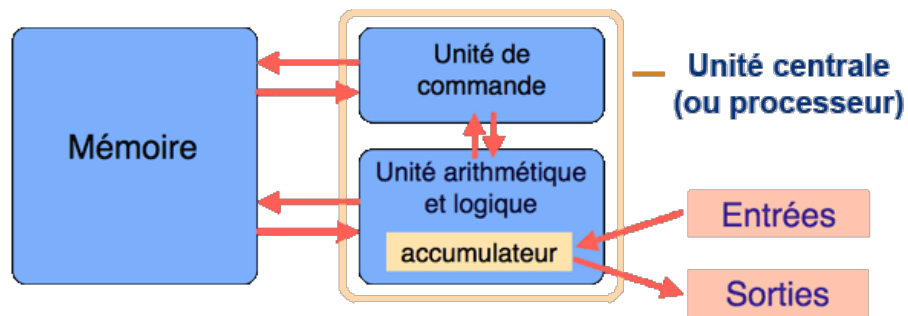 Mémoire
Unité de
commande
Unité centrale
(ou processeur)
Unité arithmétique
et logique
accumulateur
Entrées
Sorties